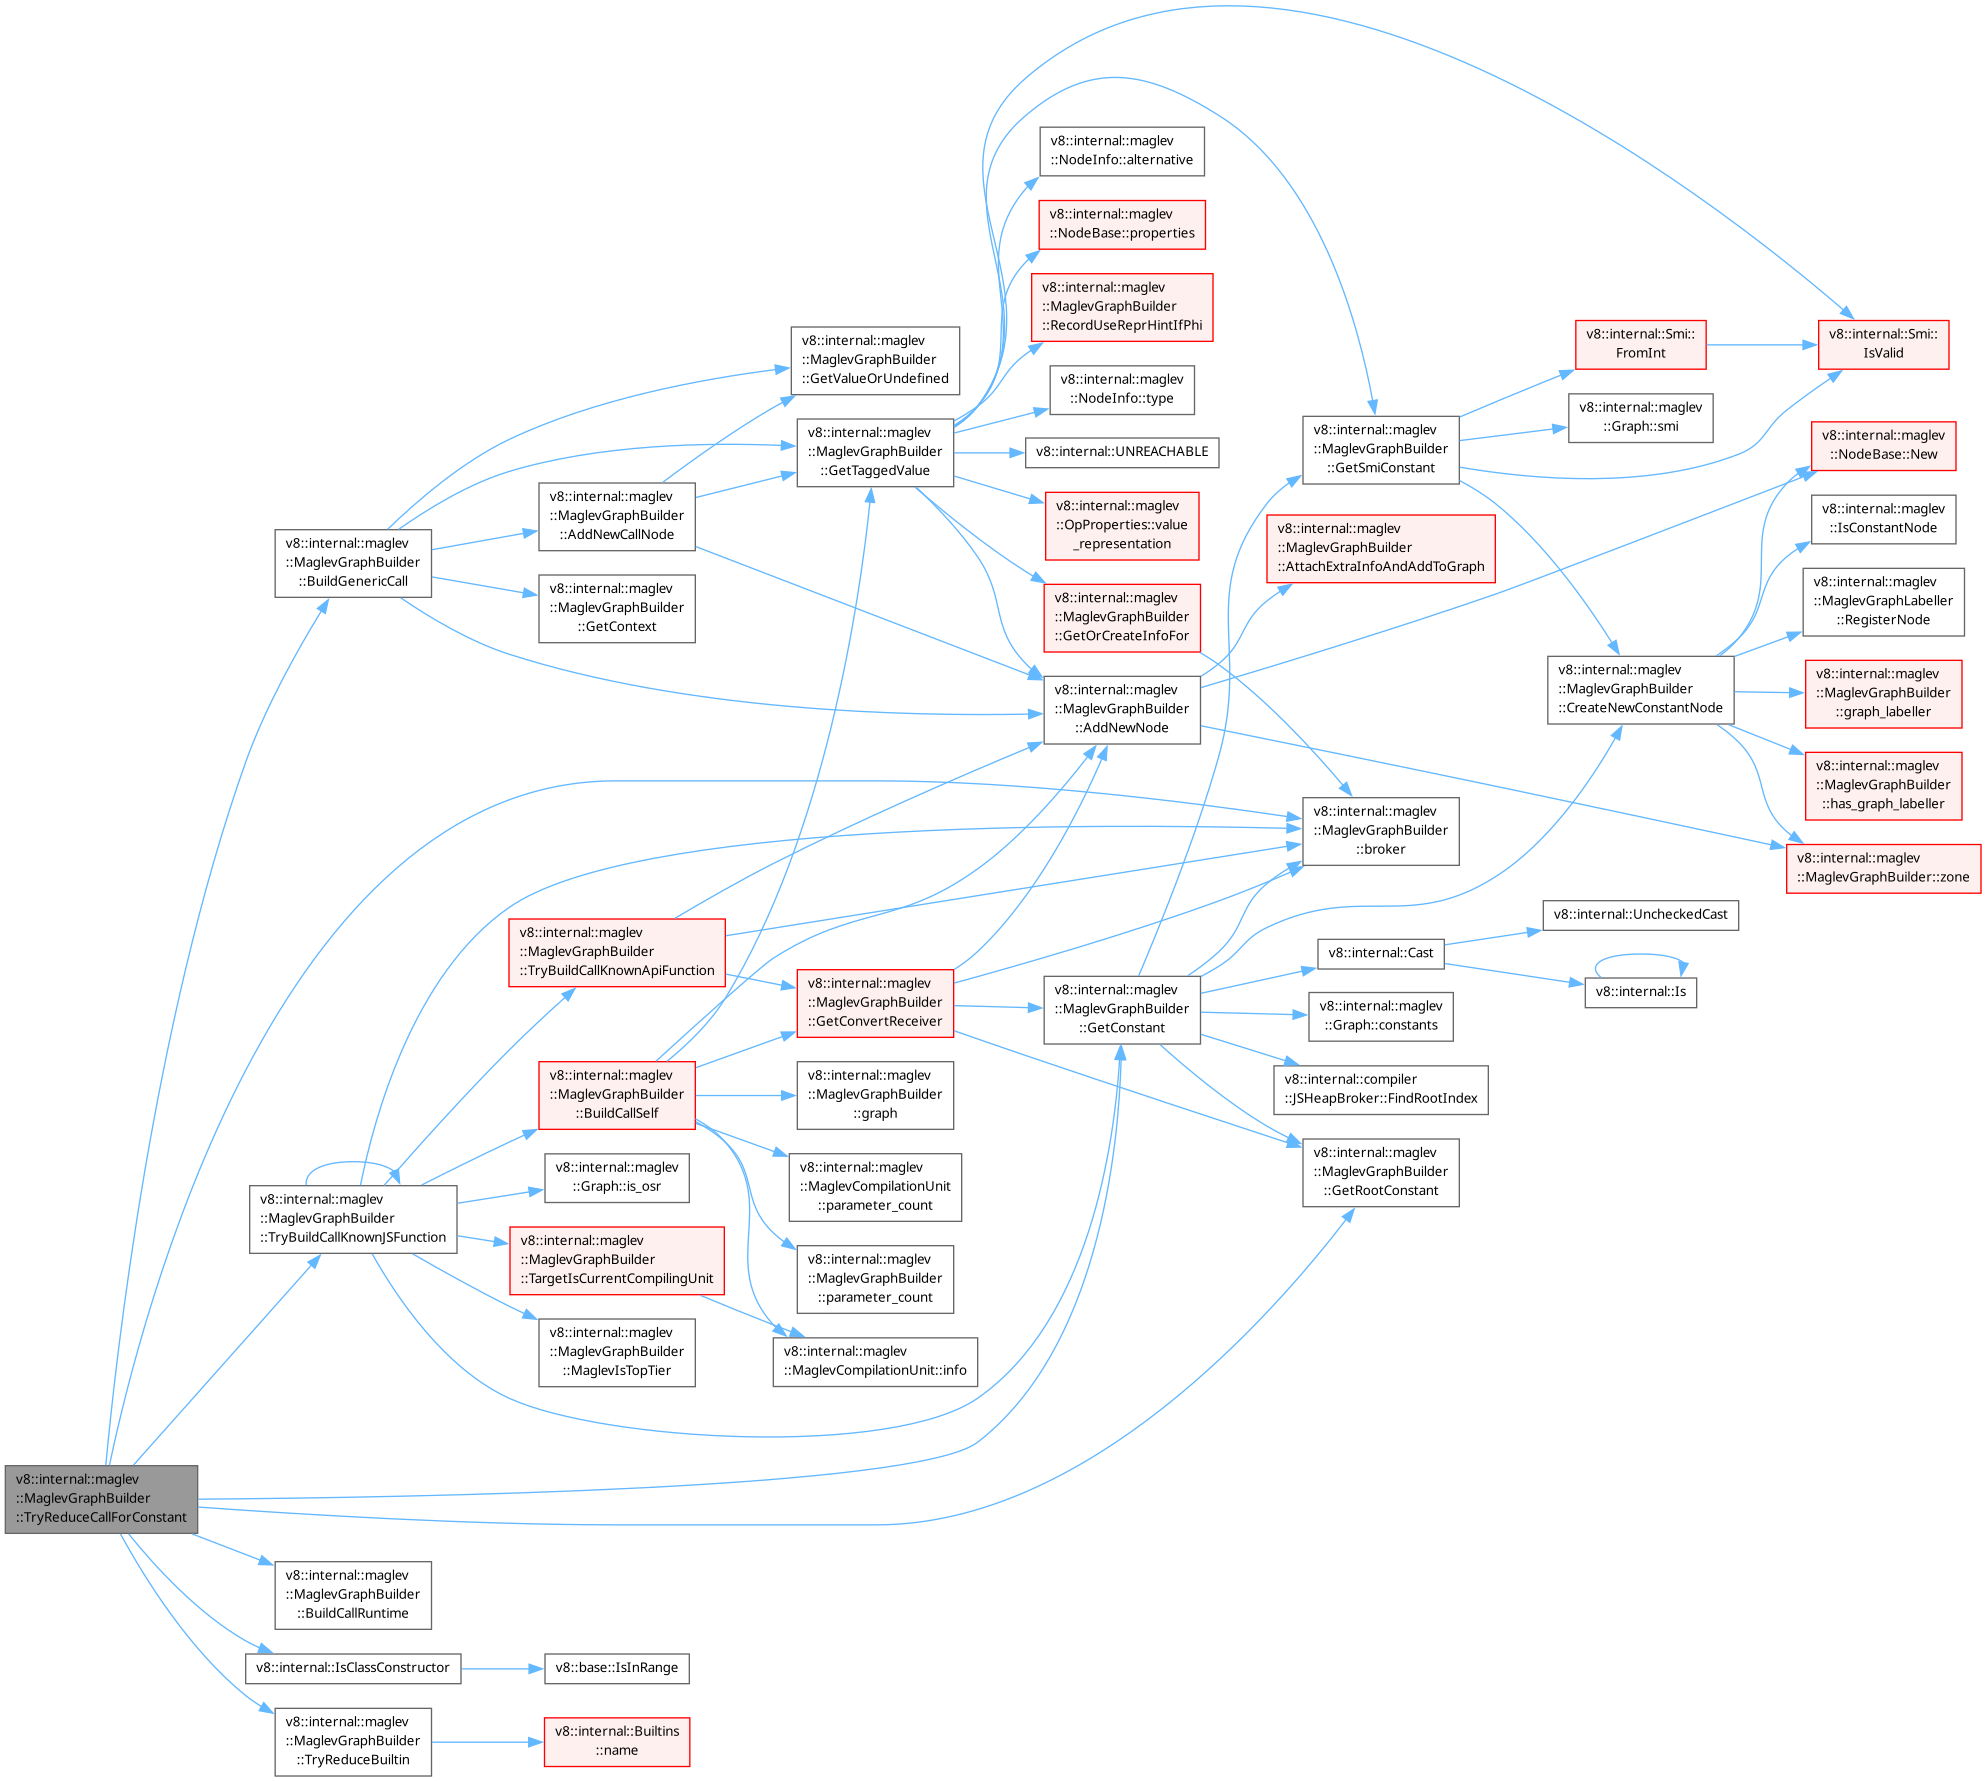 v8::internal::maglev
::NodeInfo::alternative
v8::internal::maglev
::NodeBase::properties
v8::internal::maglev
::MaglevGraphBuilder
::RecordUseReprHintIfPhi
v8::internal::Smi::
FromInt
v8::internal::Smi::
IsValid
v8::internal::maglev
::MaglevGraphBuilder
::GetValueOrUndefined
v8::internal::maglev
::NodeInfo::type
v8::internal::maglev
::Graph::smi
v8::internal::maglev
::MaglevGraphBuilder
::GetTaggedValue
v8::internal::UNREACHABLE
v8::internal::maglev
::MaglevGraphBuilder
::GetSmiConstant
v8::internal::maglev
::NodeBase::New
v8::internal::maglev
::MaglevGraphBuilder
::AddNewCallNode
v8::internal::maglev
::OpProperties::value
_representation
v8::internal::maglev
::MaglevGraphBuilder
::AttachExtraInfoAndAddToGraph
v8::internal::maglev
::IsConstantNode
v8::internal::maglev
::MaglevGraphBuilder
::BuildGenericCall
v8::internal::maglev
::MaglevGraphBuilder
::GetContext
v8::internal::maglev
::MaglevGraphBuilder
::GetOrCreateInfoFor
v8::internal::maglev
::MaglevGraphLabeller
::RegisterNode
v8::internal::maglev
::MaglevGraphBuilder
::AddNewNode
v8::internal::maglev
::MaglevGraphBuilder
::CreateNewConstantNode
v8::internal::maglev
::MaglevGraphBuilder
::graph_labeller
v8::internal::maglev
::MaglevGraphBuilder
::has_graph_labeller
v8::internal::maglev
::MaglevGraphBuilder
::broker
v8::internal::maglev
::MaglevGraphBuilder::zone
v8::internal::maglev
::MaglevGraphBuilder
::TryBuildCallKnownApiFunction
v8::internal::UncheckedCast
v8::internal::Cast
v8::internal::Is
v8::internal::maglev
::MaglevGraphBuilder
::GetConvertReceiver
v8::internal::maglev
::MaglevGraphBuilder
::GetConstant
v8::internal::maglev
::Graph::constants
v8::internal::maglev
::MaglevGraphBuilder
::BuildCallSelf
v8::internal::maglev
::MaglevGraphBuilder
::graph
v8::internal::compiler
::JSHeapBroker::FindRootIndex
v8::internal::maglev
::Graph::is_osr
v8::internal::maglev
::MaglevCompilationUnit
::parameter_count
v8::internal::maglev
::MaglevGraphBuilder
::GetRootConstant
v8::internal::maglev
::MaglevGraphBuilder
::TryBuildCallKnownJSFunction
v8::internal::maglev
::MaglevGraphBuilder
::TargetIsCurrentCompilingUnit
v8::internal::maglev
::MaglevGraphBuilder
::parameter_count
v8::internal::maglev
::MaglevGraphBuilder
::MaglevIsTopTier
v8::internal::maglev
::MaglevCompilationUnit::info
v8::internal::maglev
::MaglevGraphBuilder
::TryReduceCallForConstant
v8::internal::maglev
::MaglevGraphBuilder
::BuildCallRuntime
v8::internal::IsClassConstructor
v8::base::IsInRange
v8::internal::maglev
::MaglevGraphBuilder
::TryReduceBuiltin
v8::internal::Builtins
::name